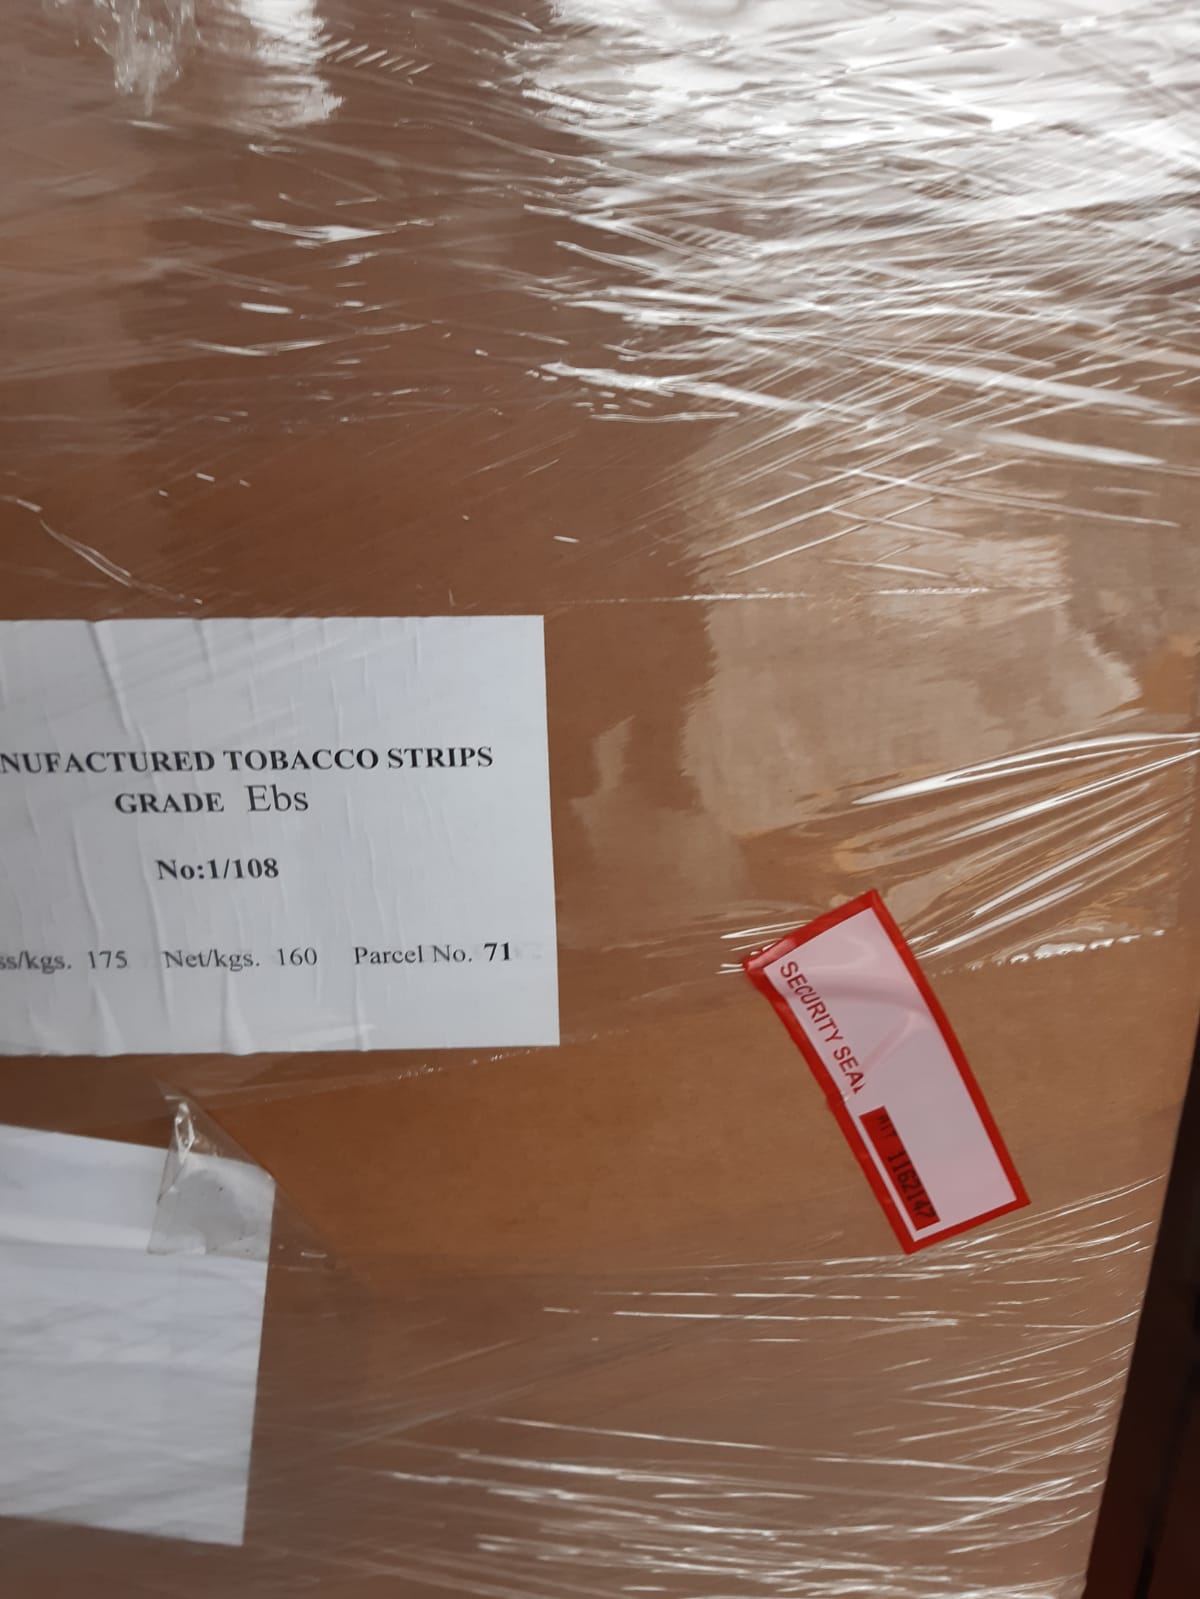 NUFACTURED TOBACCO STRIPS
GRADE Ebs
No:1/108
ss/kgs. 175 Net/kgs. 160 Parcel No. 71
SECURITY SEAL
1162147